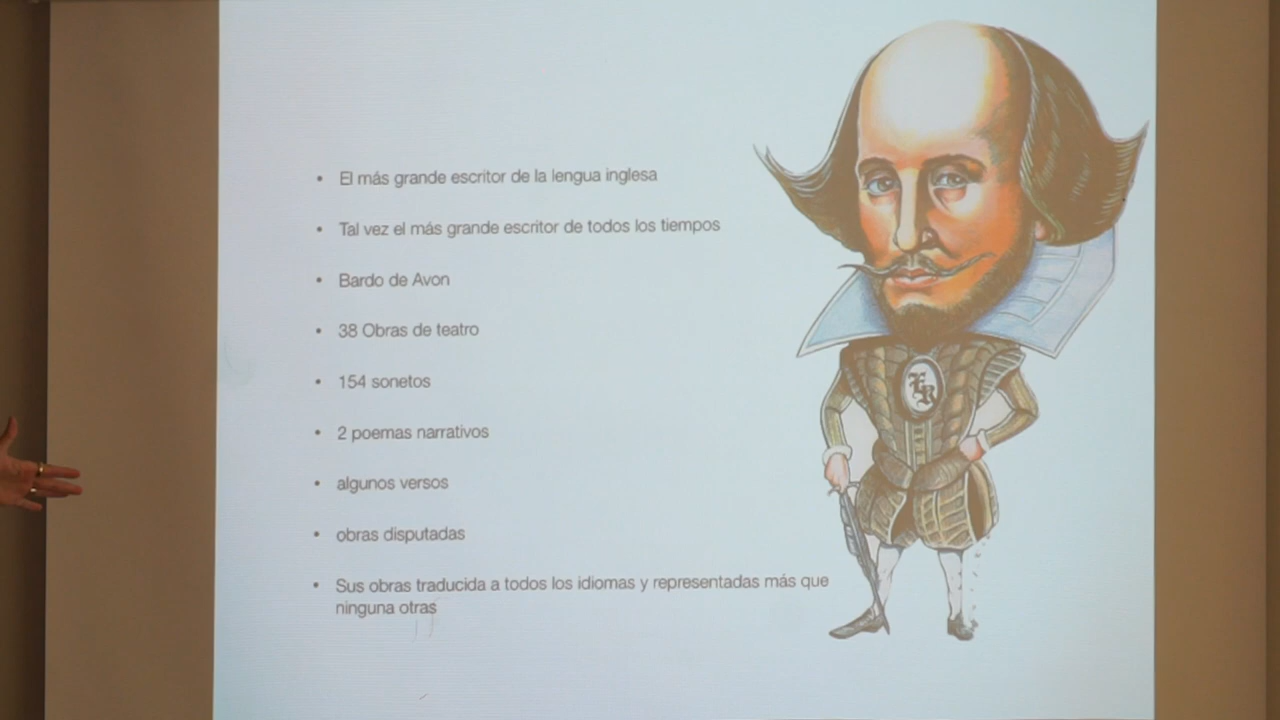 El más grande escritor de la lengua inglesa
Tal vez el más grande escritor de todos los tiempos
Bardo de Avon
38 Obras de teatro
154 sonetos
2 poemas narrativos
algunos versos
obras disputadas
Sus obras traducida a todos los idiomas y representadas más que
ninguna otras
ER